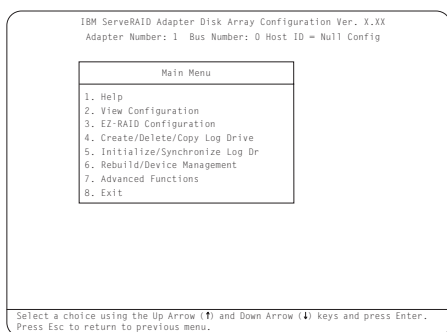 IBM ServeRAID Adapter Disk Array Configuration Ver. X.XX
Adapter Number: 1 Bus Number: 0 Host ID = Null Config
Main Menu
1. Help
2. View Configuration
3. EZ-RAID Configuration
4. Create/Delete/Copy Log Drive
5. Initialize/Synchronize Log Dr
6. Rebuild/Device Management
7. Advanced Functions
8. Exit
Select a choice using the Up Arrow (↑) and Down Arrow (↓) keys and press Enter.
Press Esc to return to previous menu.